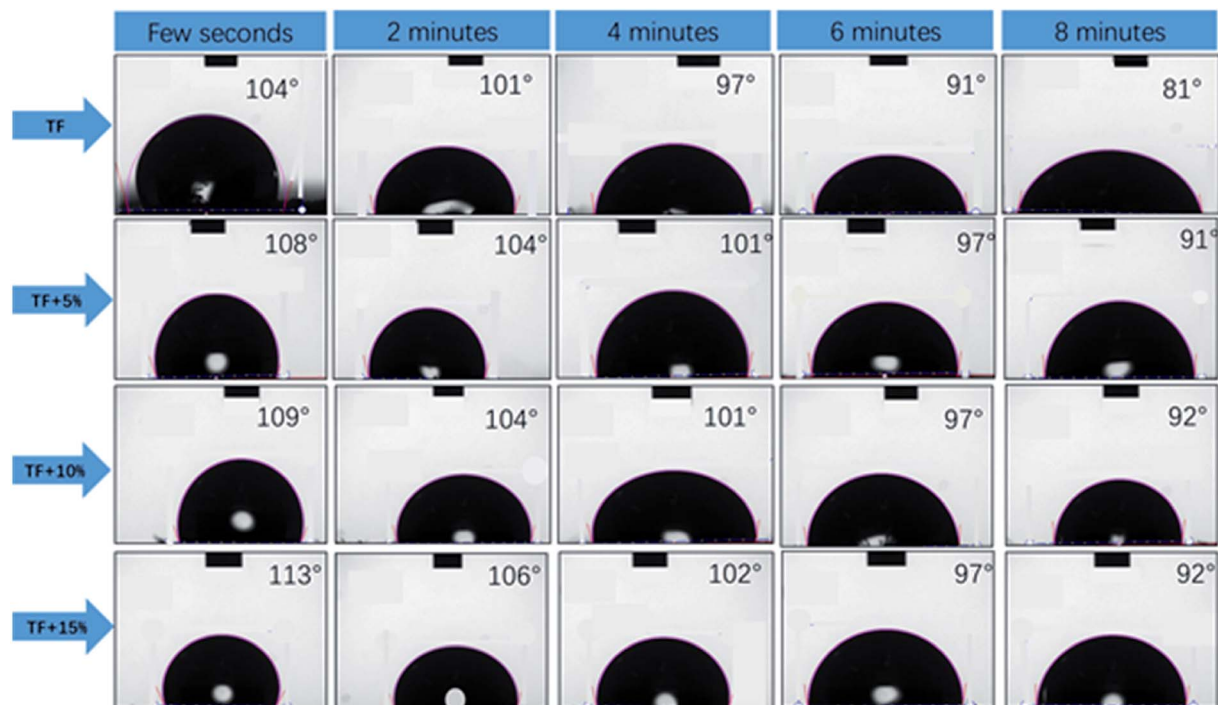 Few seconds 2 minutes 4 minutes 6 minutes 8 minutes
TF 104° 101° 97° 91° 81°
TF+5% 108° 104° 101° 97° 91°
TF+10% 109° 104° 101° 97° 92°
TF+15% 113° 106° 102° 97° 92°